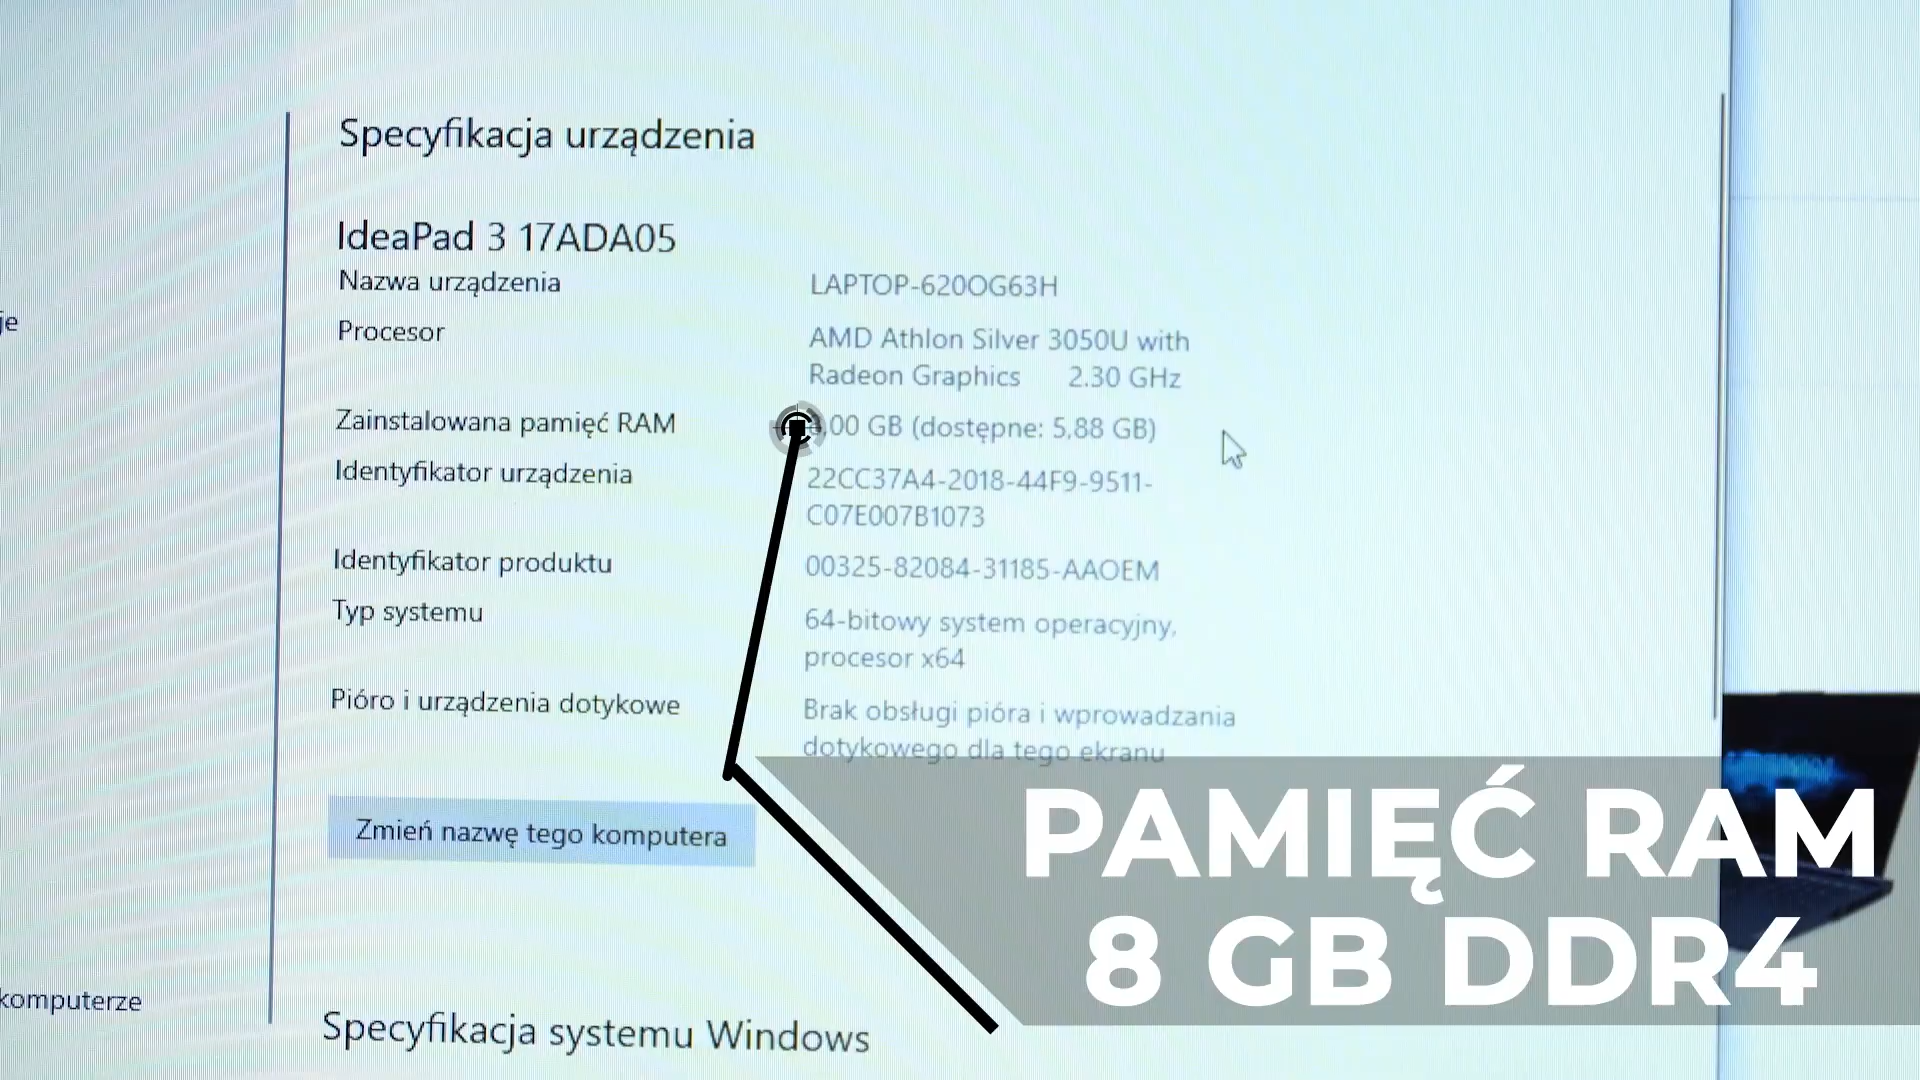 Specyfikacja urządzenia
IdeaPad 3 17ADA05
Nazwa urządzenia LAPTOP-620OG63H
Procesor AMD Athlon Silver 3050U with
Radeon Graphics 2.30 GHz
Zainstalowana pamięć RAM ,00 GB (dostępne: 5,88 GB)
Identyfikator urządzenia 22CC37A4-2018-44F9-9511-
C07E007B1073
Identyfikator produktu 00325-82084-31185-AAOEM
Typ systemu 64-bitowy system operacyjny,
procesor x64
Pióro i urządzenia dotykowe Brak obsługi pióra i wprowadzania
dotykowego dla tego ekranu
Zmień nazwę tego komputera
komputerze
Specyfikacja systemu Windows
PAMIĘĆ RAM
8 GB DDR4